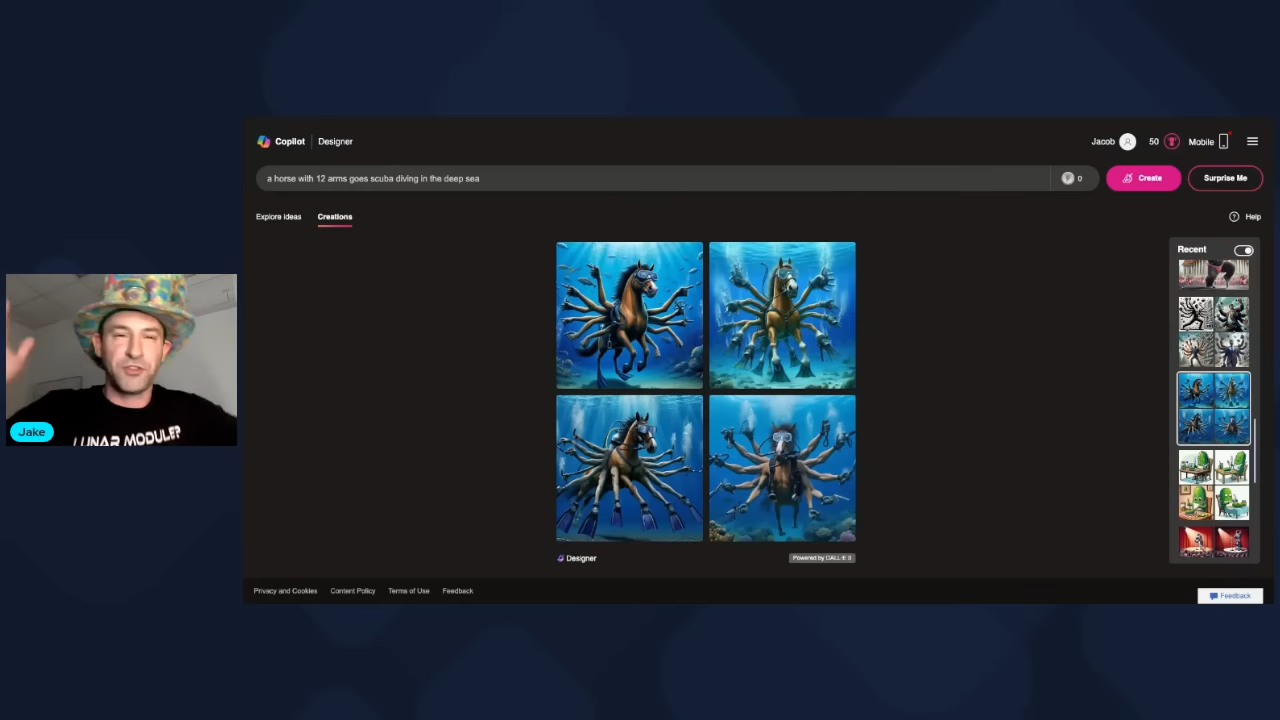 Copilot
Designer
Jacob
50
Mobile
a horse with 12 arms goes scuba diving in the deep sea
0
Create
Surprise Me
Explore ideas
Creations
Help
Recent
Jake
LUNAR MODULE?
Designer
Powered by DALL·E 3
Privacy and Cookies
Content Policy
Terms of Use
Feedback
Feedback